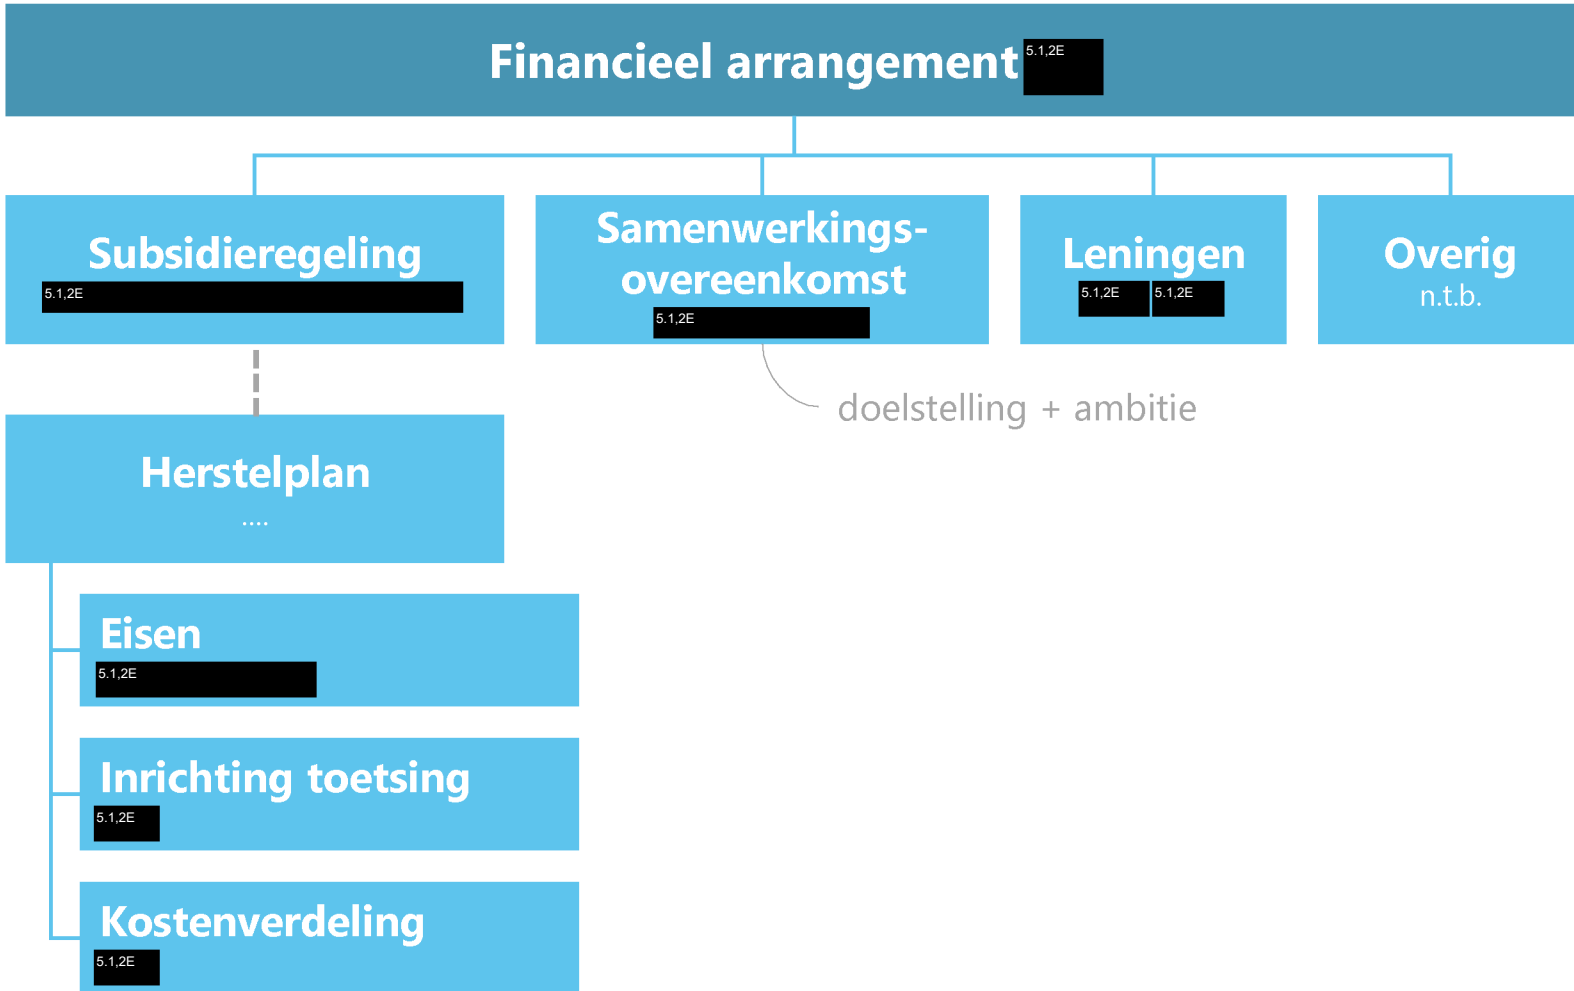 Financieel arrangement 5.1,2E
Subsidieregeling
5.1,2E
Samenwerkings-
overeenkomst
5.1,2E
Leningen
5.1,2E 5.1,2E
Overig
n.t.b.
doelstelling + ambitie
Herstelplan
....
Eisen
5.1,2E
Inrichting toetsing
5.1,2E
Kostenverdeling
5.1,2E